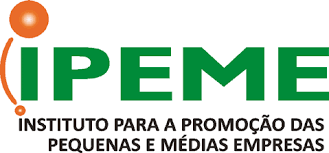 IPEME
INSTITUTO PARA A PROMOÇÃO DAS
PEQUENAS E MÉDIAS EMPRESAS